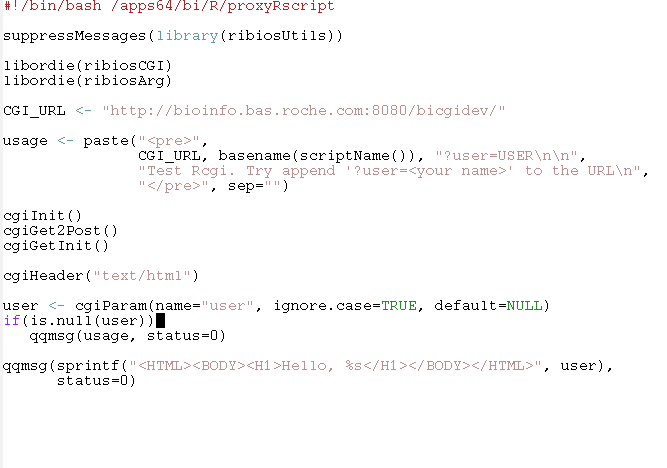 #!/bin/bash /apps64/bi/R/proxyRscript
suppressMessages(library(ribiosUtils))
libordie(ribiosCGI)
libordie(ribiosArg)
CGI_URL <- "http://bioinfo.bas.roche.com:8080/bicgidev/"
usage <- paste("<pre>",
CGI_URL, basename(scriptName()), "?user=USER\n\n",
"Test Rcgi. Try append '?user=<your name>' to the URL\n",
"</pre>", sep="")
cgiInit()
cgiGet2Post()
cgiGetInit()
cgiHeader("text/html")
user <- cgiParam(name="user", ignore.case=TRUE, default=NULL)
if(is.null(user))
qqmsg(usage, status=0)
qqmsg(sprintf("<HTML><BODY><H1>Hello, %s</H1></BODY></HTML>", user),
status=0)